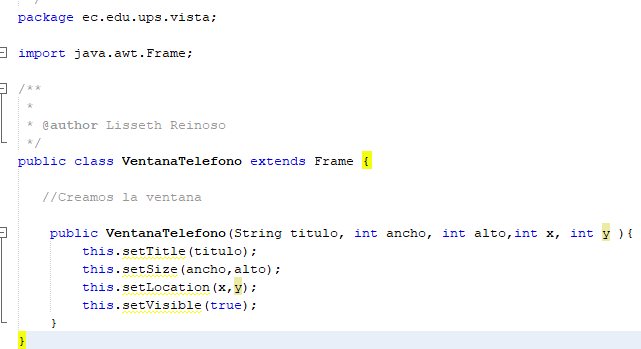 */
package ec.edu.ups.vista;
import java.awt.Frame;
/**
*
* @author Lisseth Reinoso
*/
public class VentanaTelefono extends Frame {
//Creamos la ventana
public VentanaTelefono(String titulo, int ancho, int alto,int x, int y ){
this.setTitle(titulo);
this.setSize(ancho,alto);
this.setLocation(x,y);
this.setVisible(true);
}
}